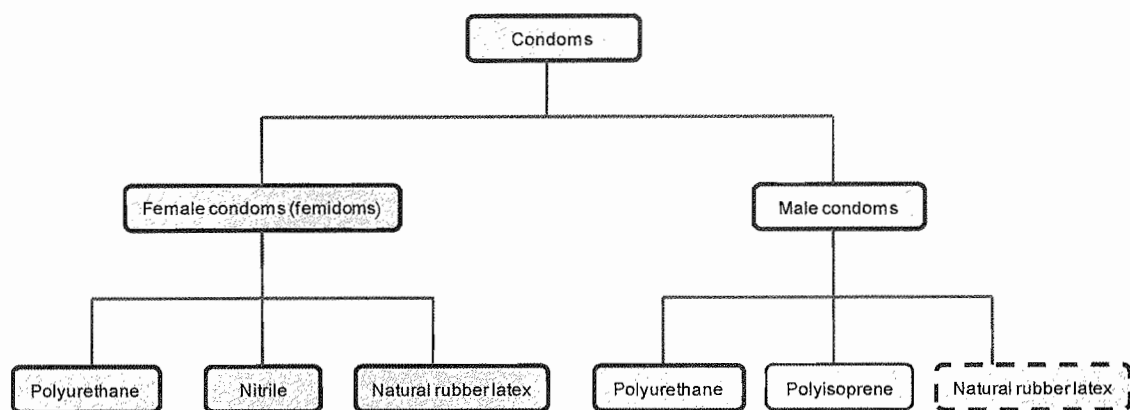 Condoms
Female condoms (femidoms)
Male condoms
Polyurethane
Nitrile
Natural rubber latex
Polyurethane
Polyisoprene
Natural rubber latex